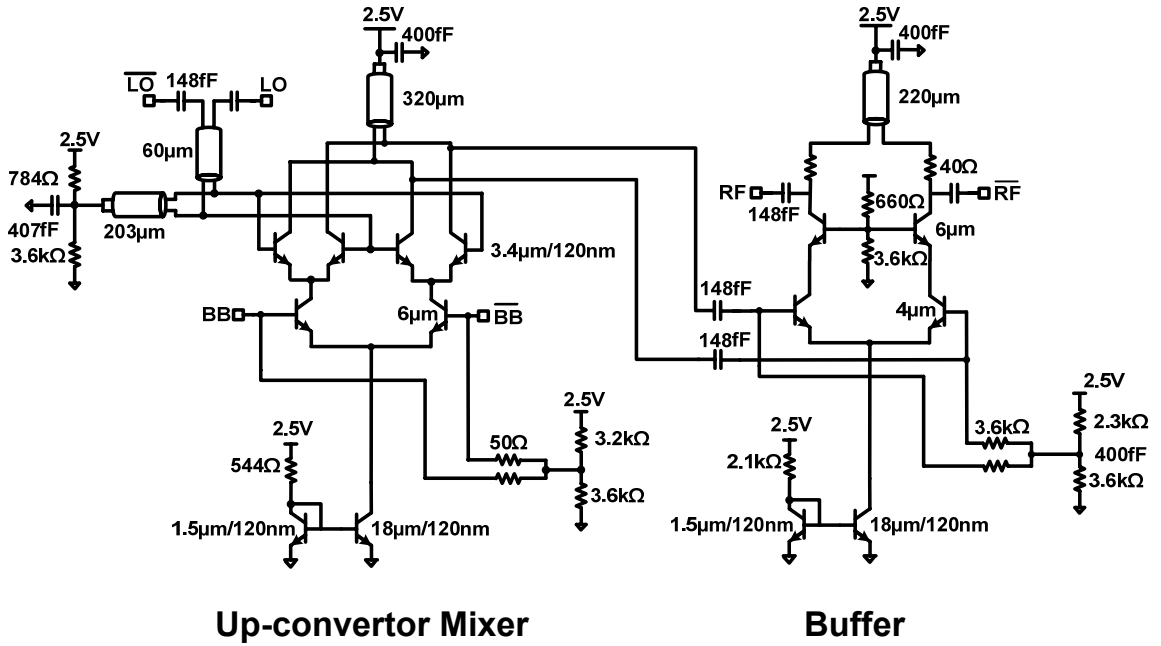 2.5V
400fF
2.5V
400fF
L̅O̅
148fF
LO
320µm
220µm
2.5V
60µm
784Ω
40Ω
RF
R̅F̅
148fF
660Ω
407fF
203µm
6µm
3.6kΩ
3.4µm/120nm
3.6kΩ
148fF
BB
6µm
B̅B̅
4µm
148fF
2.5V
2.5V
2.5V
50Ω
3.2kΩ
2.5V
3.6kΩ
2.3kΩ
544Ω
2.1kΩ
400fF
3.6kΩ
3.6kΩ
1.5µm/120nm
18µm/120nm
1.5µm/120nm
18µm/120nm
Up-convertor Mixer
Buffer